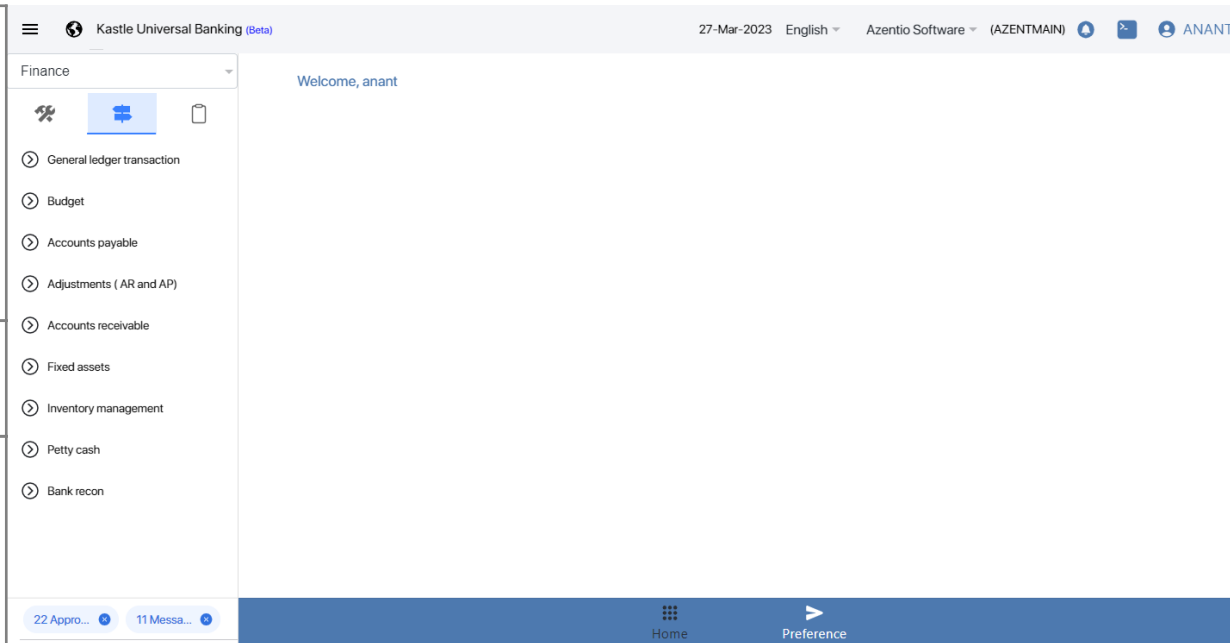 Kastle Universal Banking (Beta) 27-Mar-2023 English Azentio Software (AZENTMAIN) >- ANANT
Finance
Welcome, anant
General ledger transaction
Budget
Accounts payable
Adjustments ( AR and AP)
Accounts receivable
Fixed assets
Inventory management
Petty cash
Bank recon
22 Appro... 11 Messa...
Home Preference